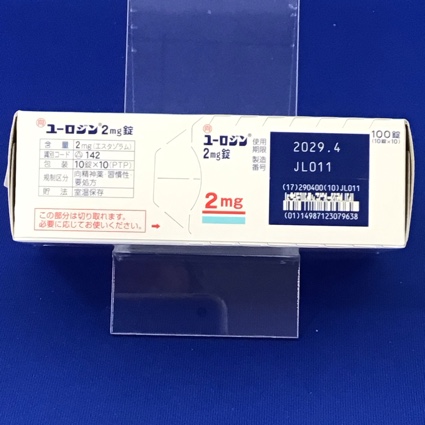 向 ユーロジン2mg錠
含 量 2mg(エスタゾラム)
識別コード 142
包 装 10錠×10(PTP)
規制区分 向精神薬 習慣性
処方
貯 法 室温保存
この部分は切り取れます。
必要に応じてお使いください。→
向 ユーロジン
2mg錠
2mg
使用
期限
製造
番号
2029.4
JL011
(17)290400(10)JL011
(01)14987123079638
100錠
(10錠×10)